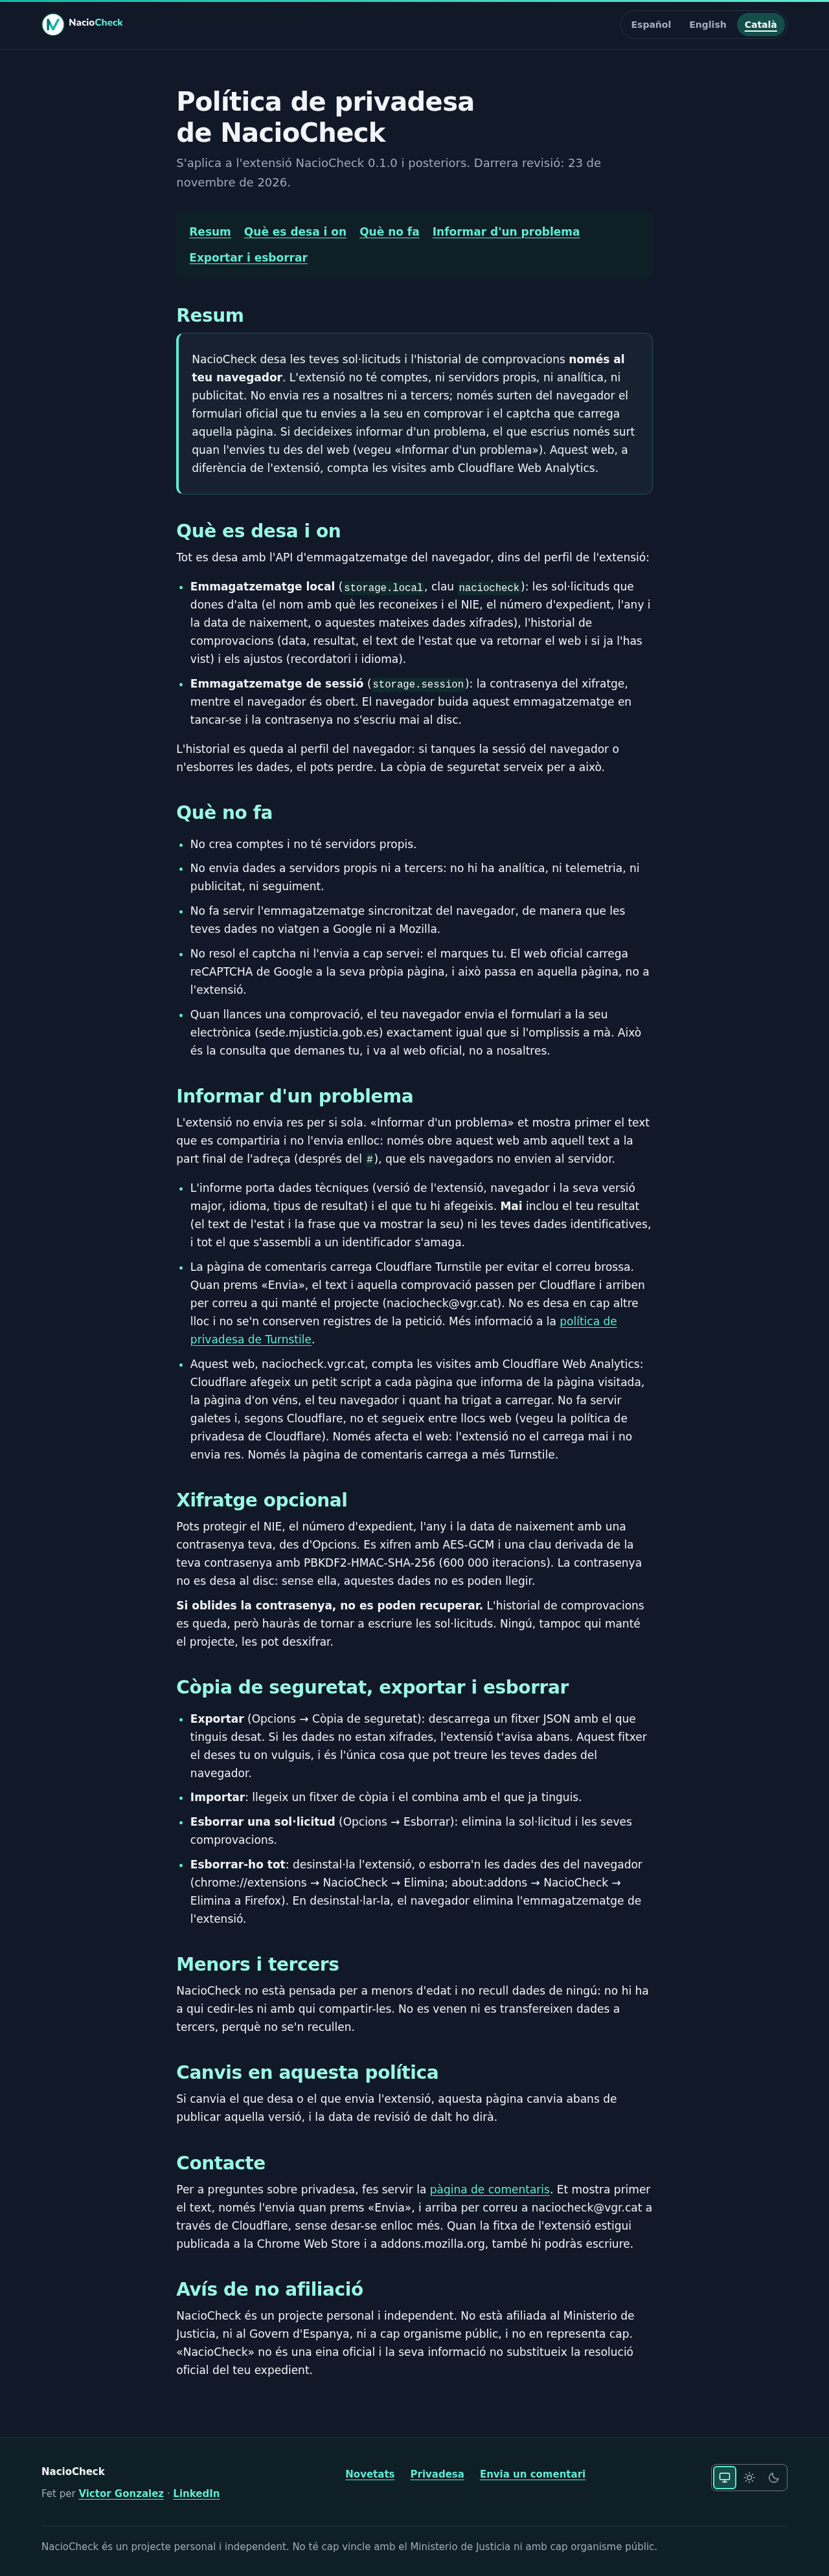 NacioCheck
Español English Català
Política de privadesa
de NacioCheck
S'aplica a l'extensió NacioCheck 0.1.0 i posteriors. Darrera revisió: 23 de
novembre de 2026.
Resum Què es desa i on Què no fa Informar d'un problema
Exportar i esborrar
Resum
NacioCheck desa les teves sol·licituds i l'historial de comprovacions només al
teu navegador. L'extensió no té comptes, ni servidors propis, ni analítica, ni
publicitat. No envia res a nosaltres ni a tercers; només surten del navegador el
formulari oficial que tu envies a la seu en comprovar i el captcha que carrega
aquella pàgina. Si decideixes informar d'un problema, el que escrius només surt
quan l'envies tu des del web (vegeu «Informar d'un problema»). Aquest web, a
diferència de l'extensió, compta les visites amb Cloudflare Web Analytics.
Què es desa i on
Tot es desa amb l'API d'emmagatzematge del navegador, dins del perfil de l'extensió:
Emmagatzematge local (storage.local, clau naciocheck): les sol·licituds que
dones d'alta (el nom amb què les reconeixes i el NIE, el número d'expedient, l'any i
la data de naixement, o aquestes mateixes dades xifrades), l'historial de
comprovacions (data, resultat, el text de l'estat que va retornar el web i si ja l'has
vist) i els ajustos (recordatori i idioma).
Emmagatzematge de sessió (storage.session): la contrasenya del xifratge,
mentre el navegador és obert. El navegador buida aquest emmagatzematge en
tancar-se i la contrasenya no s'escriu mai al disc.
L'historial es queda al perfil del navegador: si tanques la sessió del navegador o
n'esborres les dades, el pots perdre. La còpia de seguretat serveix per a això.
Què no fa
No crea comptes i no té servidors propis.
No envia dades a servidors propis ni a tercers: no hi ha analítica, ni telemetria, ni
publicitat, ni seguiment.
No fa servir l'emmagatzematge sincronitzat del navegador, de manera que les
teves dades no viatgen a Google ni a Mozilla.
No resol el captcha ni l'envia a cap servei: el marques tu. El web oficial carrega
reCAPTCHA de Google a la seva pròpia pàgina, i això passa en aquella pàgina, no a
l'extensió.
Quan llances una comprovació, el teu navegador envia el formulari a la seu
electrònica (sede.mjusticia.gob.es) exactament igual que si l'omplissis a mà. Això
és la consulta que demanes tu, i va al web oficial, no a nosaltres.
Informar d'un problema
L'extensió no envia res per si sola. «Informar d'un problema» et mostra primer el text
que es compartiria i no l'envia enlloc: només obre aquest web amb aquell text a la
part final de l'adreça (després del #), que els navegadors no envien al servidor.
L'informe porta dades tècniques (versió de l'extensió, navegador i la seva versió
major, idioma, tipus de resultat) i el que tu hi afegeixis. Mai inclou el teu resultat
(el text de l'estat i la frase que va mostrar la seu) ni les teves dades identificatives,
i tot el que s'assembli a un identificador s'amaga.
La pàgina de comentaris carrega Cloudflare Turnstile per evitar el correu brossa.
Quan prems «Envia», el text i aquella comprovació passen per Cloudflare i arriben
per correu a qui manté el projecte (naciocheck@vgr.cat). No es desa en cap altre
lloc i no se'n conserven registres de la petició. Més informació a la política de
privadesa de Turnstile.
Aquest web, naciocheck.vgr.cat, compta les visites amb Cloudflare Web Analytics:
Cloudflare afegeix un petit script a cada pàgina que informa de la pàgina visitada,
la pàgina d'on véns, el teu navegador i quant ha trigat a carregar. No fa servir
galetes i, segons Cloudflare, no et segueix entre llocs web (vegeu la política de
privadesa de Cloudflare). Només afecta el web: l'extensió no el carrega mai i no
envia res. Només la pàgina de comentaris carrega a més Turnstile.
Xifratge opcional
Pots protegir el NIE, el número d'expedient, l'any i la data de naixement amb una
contrasenya teva, des d'Opcions. Es xifren amb AES-GCM i una clau derivada de la
teva contrasenya amb PBKDF2-HMAC-SHA-256 (600 000 iteracions). La contrasenya
no es desa al disc: sense ella, aquestes dades no es poden llegir.
Si oblides la contrasenya, no es poden recuperar. L'historial de comprovacions
es queda, però hauràs de tornar a escriure les sol·licituds. Ningú, tampoc qui manté
el projecte, les pot desxifrar.
Còpia de seguretat, exportar i esborrar
Exportar (Opcions → Còpia de seguretat): descarrega un fitxer JSON amb el que
tinguis desat. Si les dades no estan xifrades, l'extensió t'avisa abans. Aquest fitxer
el deses tu on vulguis, i és l'única cosa que pot treure les teves dades del
navegador.
Importar: llegeix un fitxer de còpia i el combina amb el que ja tinguis.
Esborrar una sol·licitud (Opcions → Esborrar): elimina la sol·licitud i les seves
comprovacions.
Esborrar-ho tot: desinstal·la l'extensió, o esborra'n les dades des del navegador
(chrome://extensions → NacioCheck → Elimina; about:addons → NacioCheck →
Elimina a Firefox). En desinstal·lar-la, el navegador elimina l'emmagatzematge de
l'extensió.
Menors i tercers
NacioCheck no està pensada per a menors d'edat i no recull dades de ningú: no hi ha
a qui cedir-les ni amb qui compartir-les. No es venen ni es transfereixen dades a
tercers, perquè no se'n recullen.
Canvis en aquesta política
Si canvia el que desa o el que envia l'extensió, aquesta pàgina canvia abans de
publicar aquella versió, i la data de revisió de dalt ho dirà.
Contacte
Per a preguntes sobre privadesa, fes servir la pàgina de comentaris. Et mostra primer
el text, només l'envia quan prems «Envia», i arriba per correu a naciocheck@vgr.cat a
través de Cloudflare, sense desar-se enlloc més. Quan la fitxa de l'extensió estigui
publicada a la Chrome Web Store i a addons.mozilla.org, també hi podràs escriure.
Avís de no afiliació
NacioCheck és un projecte personal i independent. No està afiliada al Ministerio de
Justicia, ni al Govern d'Espanya, ni a cap organisme públic, i no en representa cap.
«NacioCheck» no és una eina oficial i la seva informació no substitueix la resolució
oficial del teu expedient.
NacioCheck
Fet per Victor Gonzalez · LinkedIn
Novetats Privadesa Envia un comentari
NacioCheck és un projecte personal i independent. No té cap vincle amb el Ministerio de Justicia ni amb cap organisme públic.